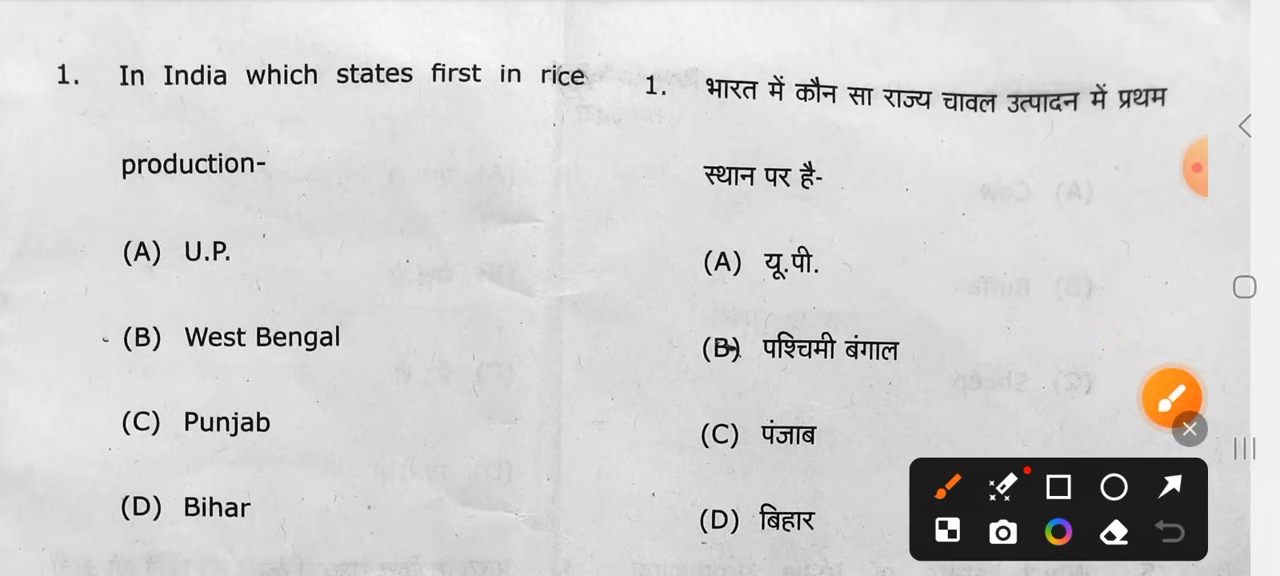 1. In India which states first in rice
production-
(A) U.P.
(B) West Bengal
(C) Punjab
(D) Bihar
1. भारत में कौन सा राज्य चावल उत्पादन में प्रथम
स्थान पर है-
(A) यू.पी.
(B) पश्चिमी बंगाल
(C) पंजाब
(D) बिहार